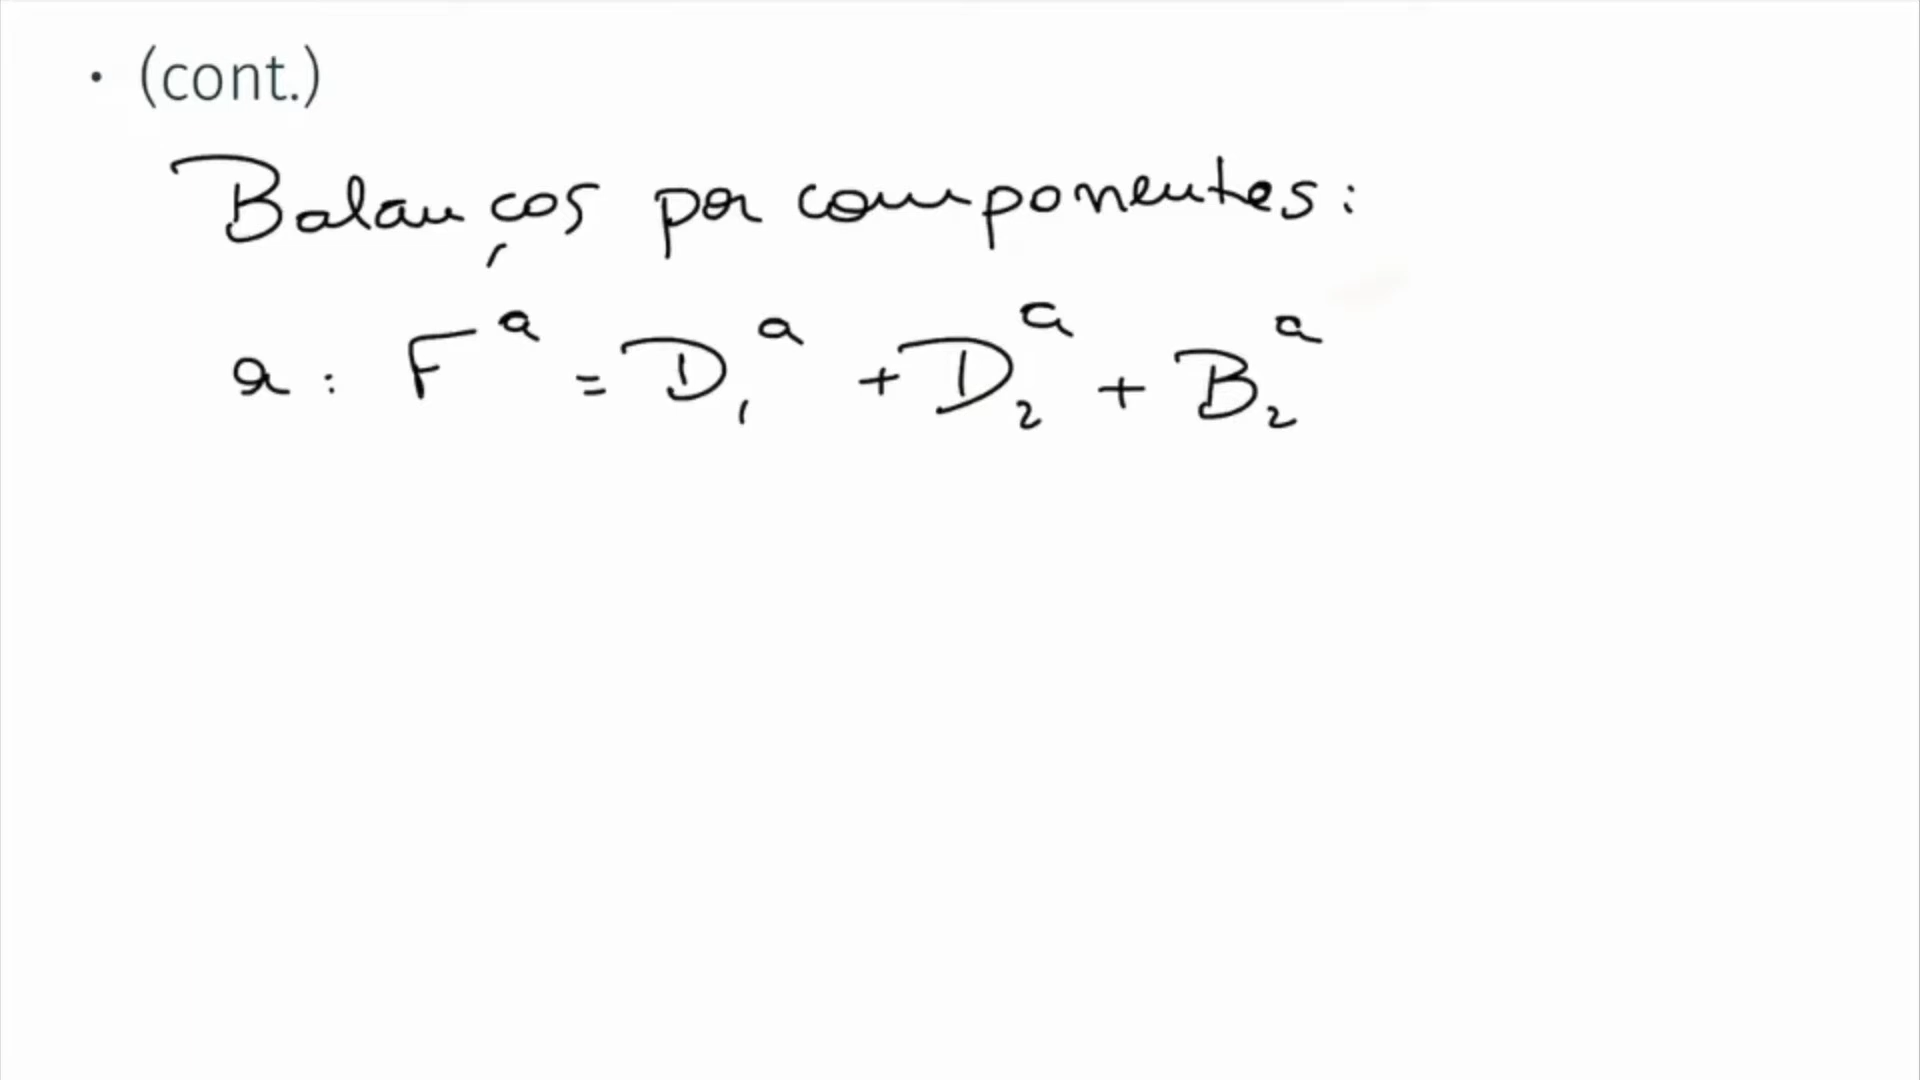 • (cont.)
Balanços por componentes:
a: F^a = D_1^a + D_2^a + B_2^a